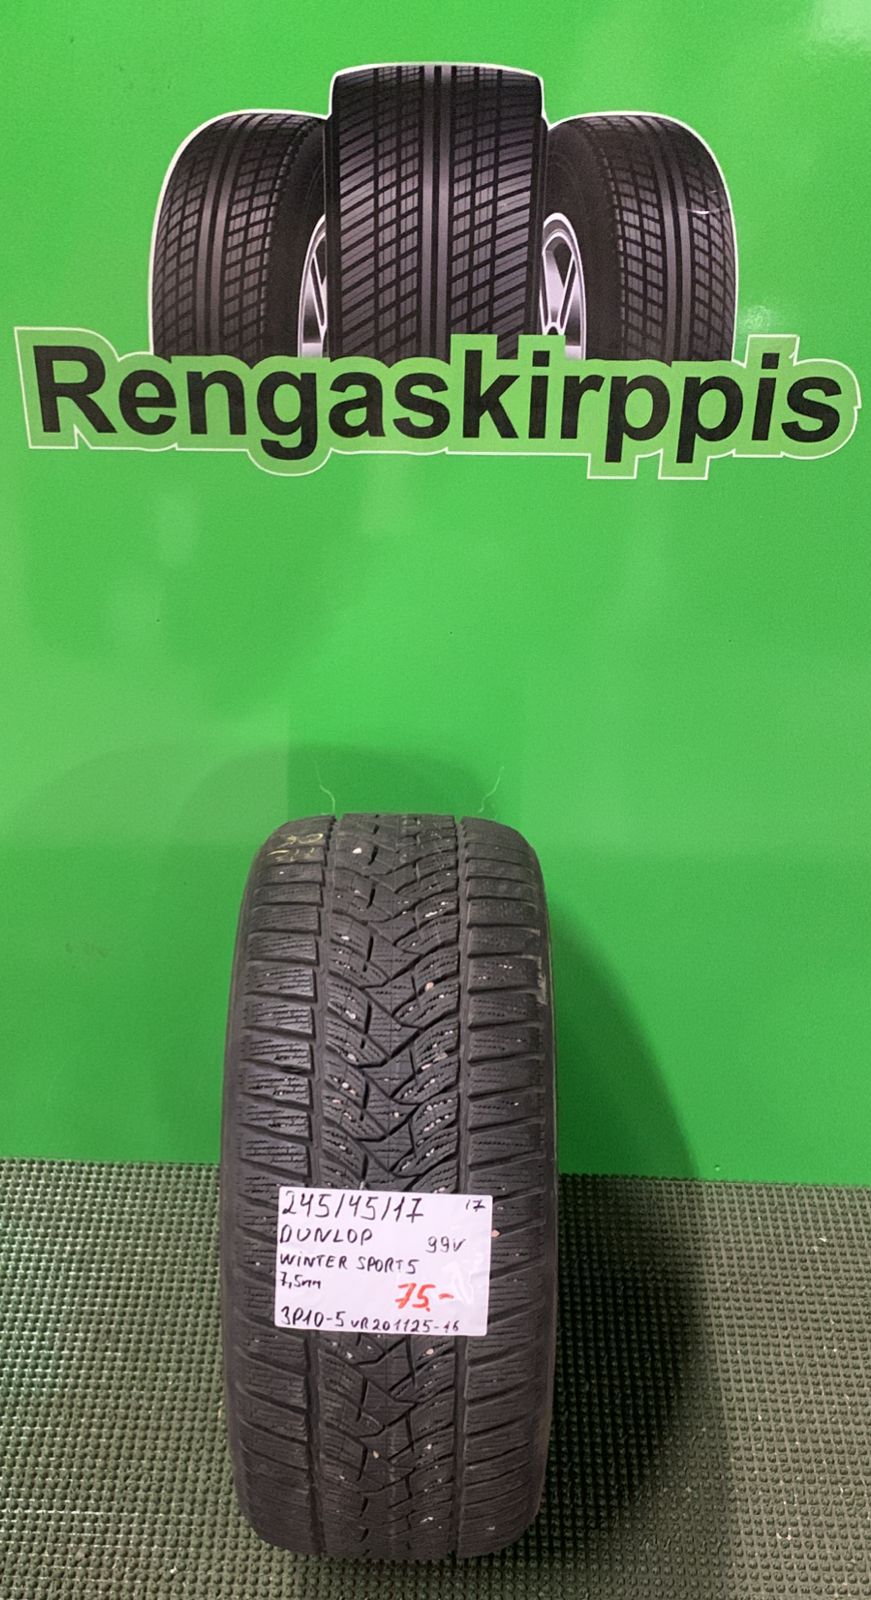 Rengaskirppis
245/45/17 17
DUNLOP 99V
WINTER SPORT 5
7,5mm 75.-
3P10-5 VR201125-16